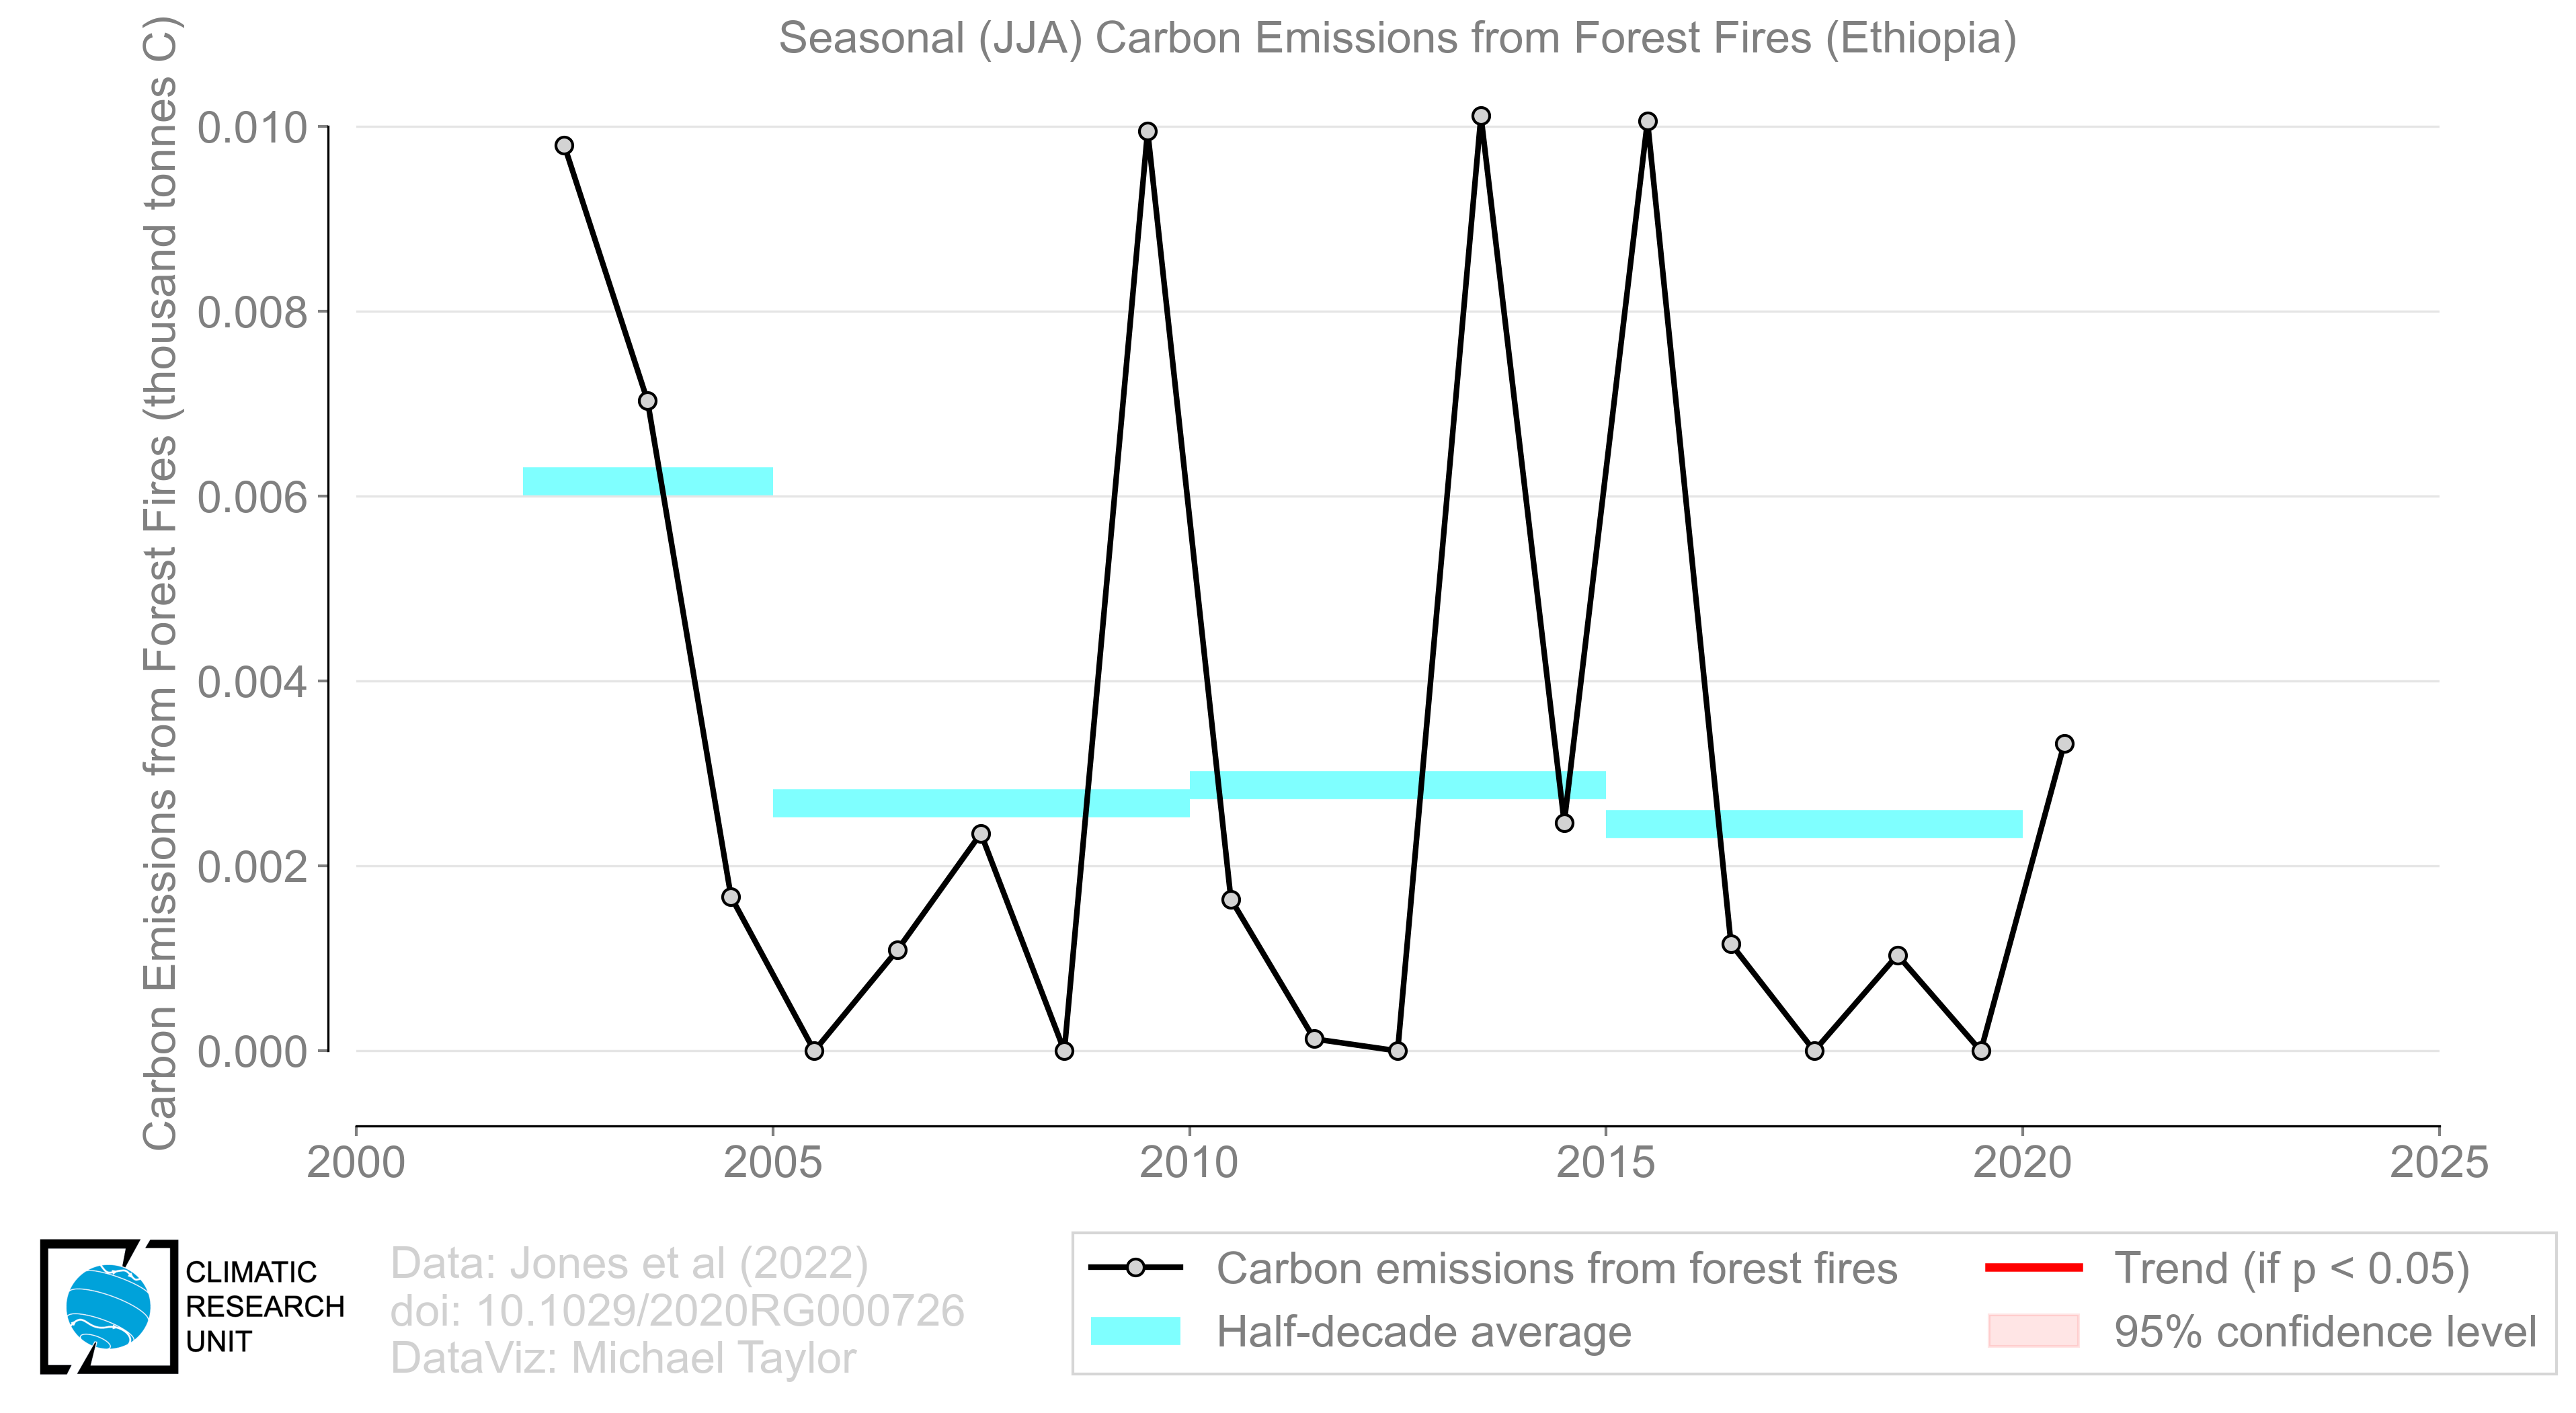 Seasonal (JJA) Carbon Emissions from Forest Fires (Ethiopia)
Carbon Emissions from Forest Fires (thousand tonnes C)
0.010
0.008
0.006
0.004
0.002
0.000
2000
2005
2010
2015
2020
2025
CLIMATIC
RESEARCH
UNIT
Data: Jones et al (2022)
doi: 10.1029/2020RG000726
DataViz: Michael Taylor
Carbon emissions from forest fires
Half-decade average
Trend (if p < 0.05)
95% confidence level